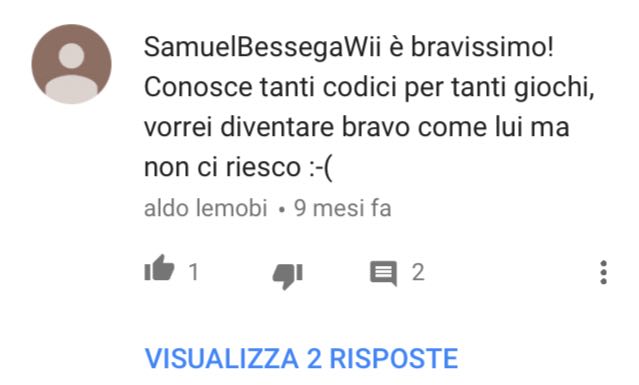 SamuelBessegaWii è bravissimo!
Conosce tanti codici per tanti giochi,
vorrei diventare bravo come lui ma
non ci riesco :-(
aldo lemobi • 9 mesi fa
1
2
VISUALIZZA 2 RISPOSTE